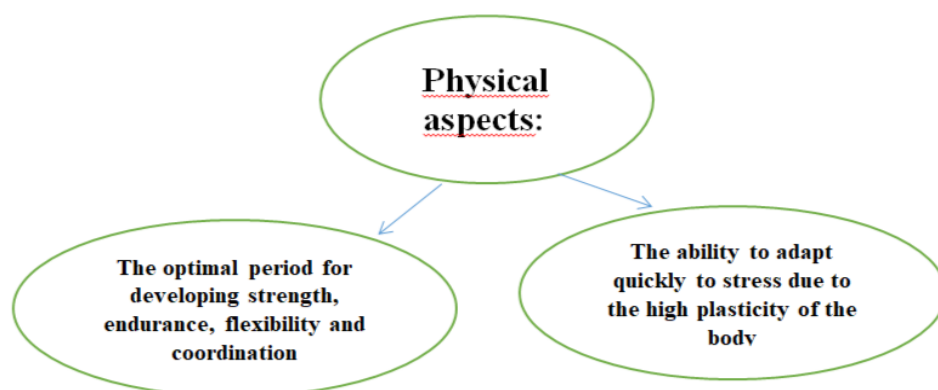 Physical
aspects:
The optimal period for
developing strength,
endurance, flexibility and
coordination
The ability to adapt
quickly to stress due to
the high plasticity of the
body